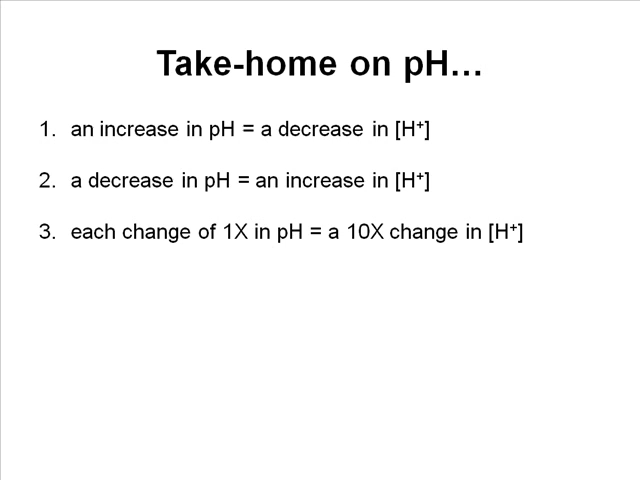 Take-home on pH…
1. an increase in pH = a decrease in [H⁺]
2. a decrease in pH = an increase in [H⁺]
3. each change of 1X in pH = a 10X change in [H⁺]